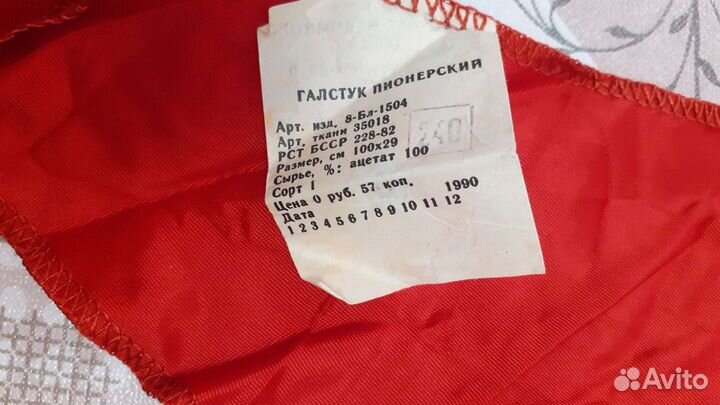 ГАЛСТУК ПИОНЕРСКИЙ
Арт. изд. 8-Бл-1504
Арт. ткани 35018
РСТ БССР 228-82
240
Размер, см 100х29
Сырье, %: ацетат 100
Сорт 1
Цена 0 руб. 57 коп. 1990
Дата
1 2 3 4 5 6 7 8 9 10 11 12
Avito